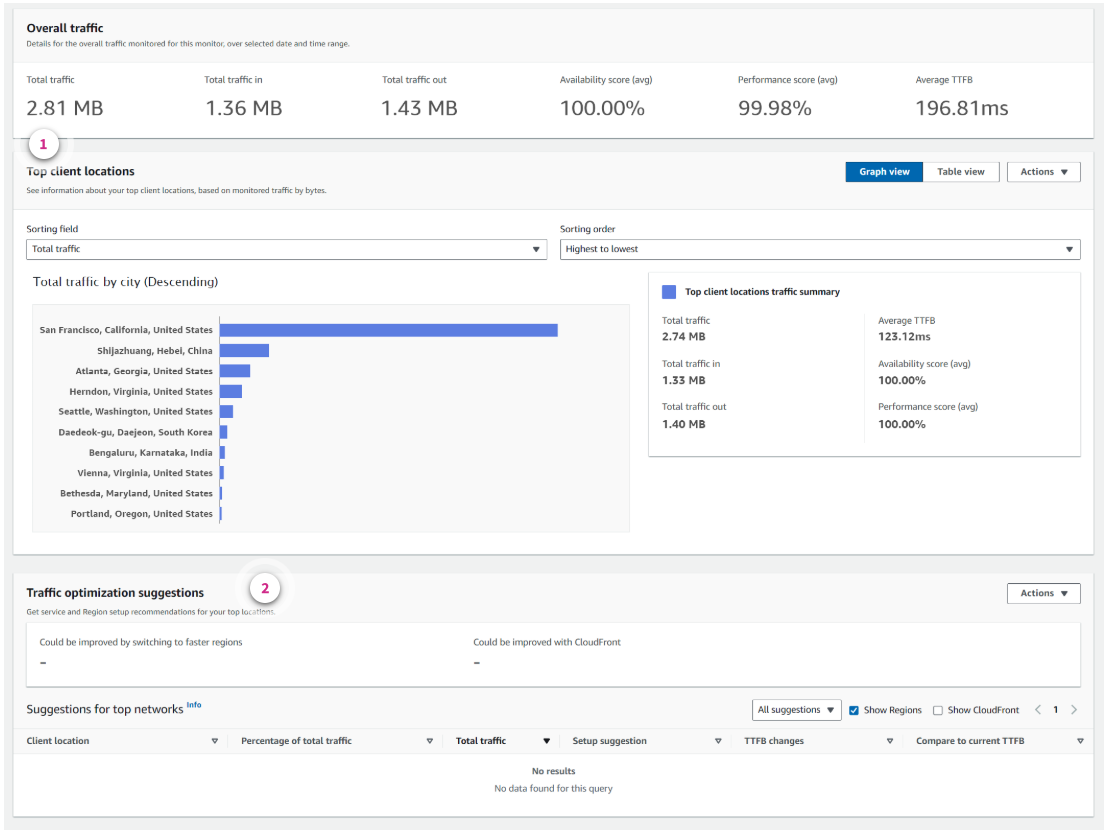 Overall traffic
Details for the overall traffic monitored for this monitor, over selected date and time range.
Total traffic Total traffic in Total traffic out Availability score (avg) Performance score (avg) Average TTFB
2.81 MB 1.36 MB 1.43 MB 100.00% 99.98% 196.81ms
1
Top client locations
Graph view Table view Actions
See information about your top client locations, based on monitored traffic by bytes.
Sorting field Sorting order
Total traffic Highest to lowest
Total traffic by city (Descending)
San Francisco, California, United States
Shijazhuang, Hebei, China
Atlanta, Georgia, United States
Herndon, Virginia, United States
Seattle, Washington, United States
Daedeok-gu, Daejeon, South Korea
Bengaluru, Karnataka, India
Vienna, Virginia, United States
Bethesda, Maryland, United States
Portland, Oregon, United States
Top client locations traffic summary
Total traffic Average TTFB
2.74 MB 123.12ms
Total traffic in Availability score (avg)
1.33 MB 100.00%
Total traffic out Performance score (avg)
1.40 MB 100.00%
2
Traffic optimization suggestions Actions
Get service and Region setup recommendations for your top locations.
Could be improved by switching to faster regions Could be improved with CloudFront
– –
Suggestions for top networks Info All suggestions Show Regions Show CloudFront 1
Client location Percentage of total traffic Total traffic Setup suggestion TTFB changes Compare to current TTFB
No results
No data found for this query